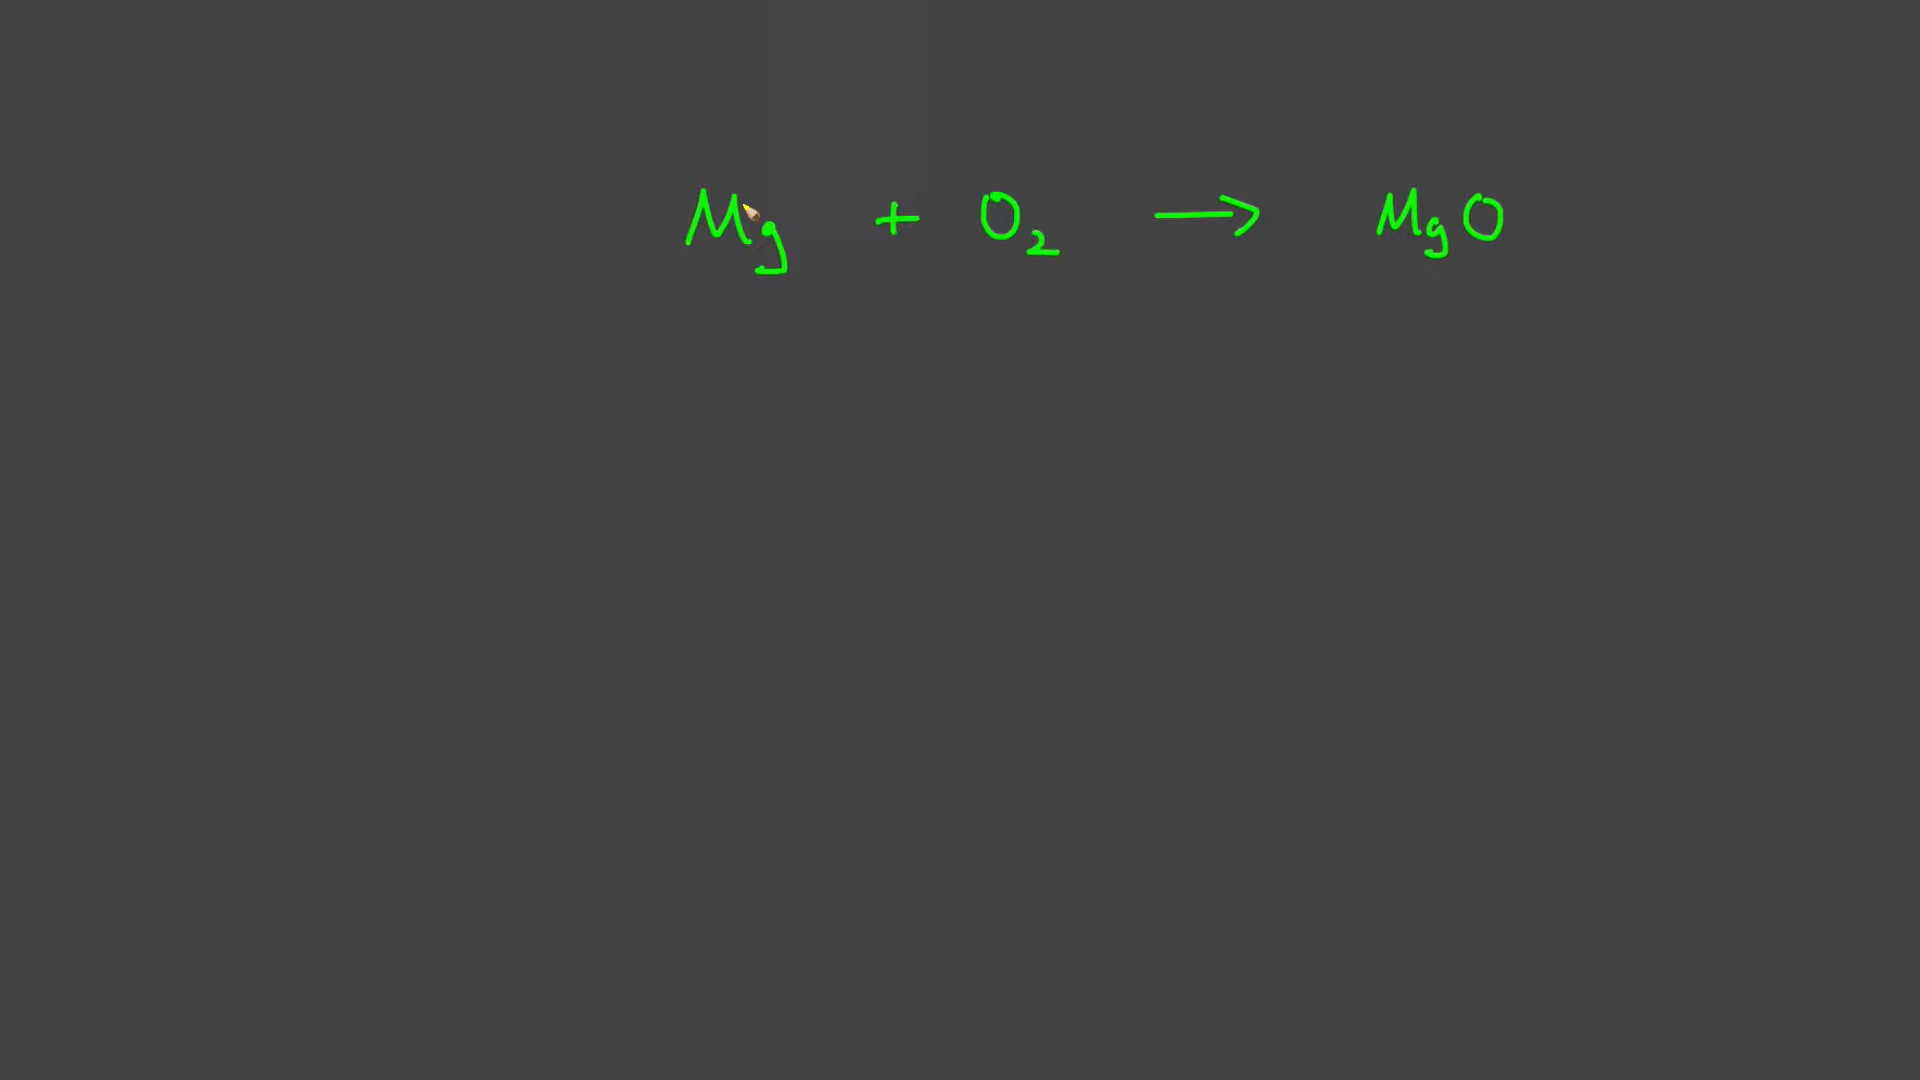 Mg + O₂ → MgO